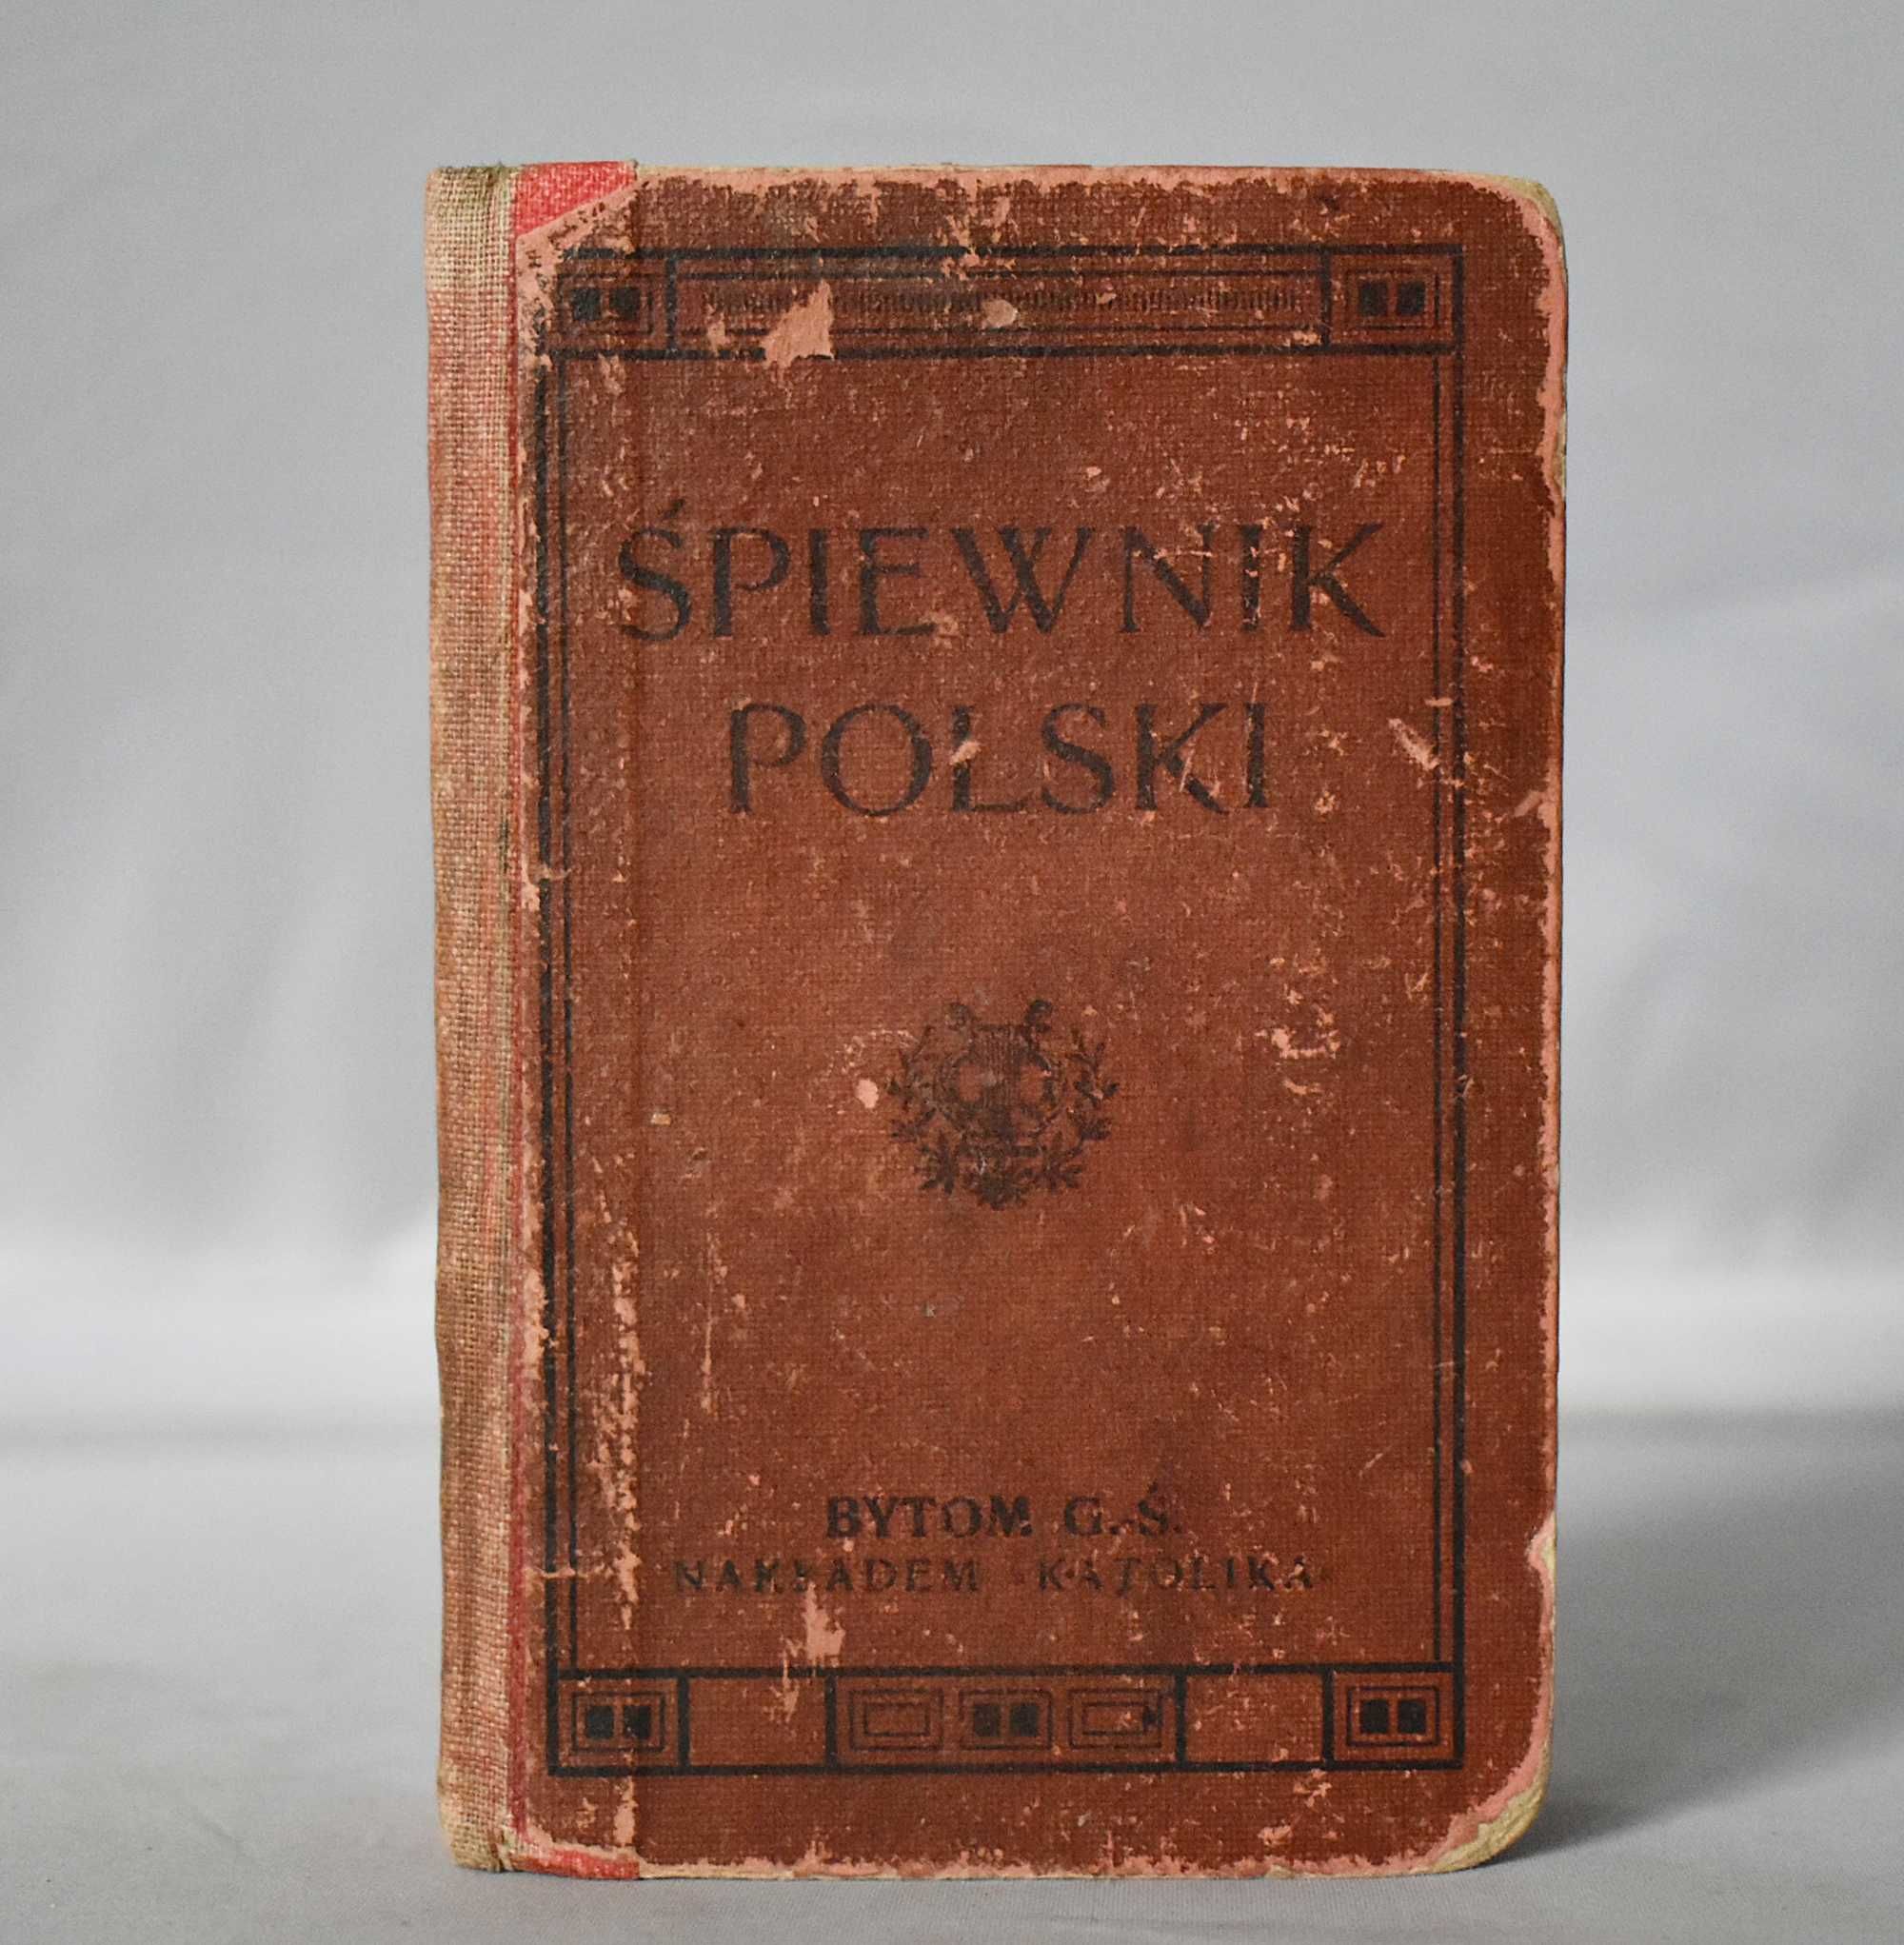 ŚPIEWNIK
POLSKI
BYTOM G.-Ś.
NAKŁADEM «KATOLIKA»